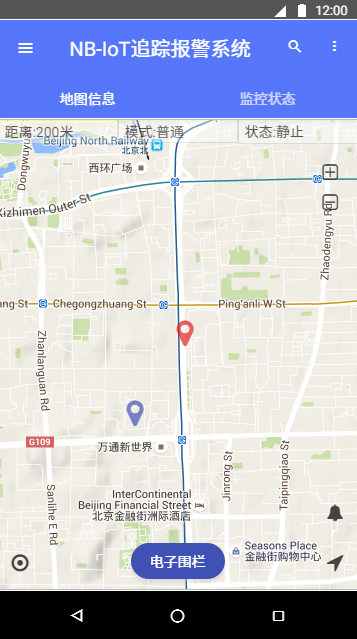 12:00
NB-IoT追踪报警系统
地图信息
监控状态
距离:200米
模式:普通
状态:静止
Beijing North Railway
北京北
西环广场
Dongwuyu
Xizhimen Outer St
Zhaodengyu Rd
ang St
Chegongzhuang St
Ping'anli W St
Zhanlanguan Rd
G109
万通新世界
Sanlihe E Rd
Jinrong St
Taipingqiao St
InterContinental
Beijing Financial Street
北京金融街洲际酒店
Seasons Place
金融街购物中心
电子围栏